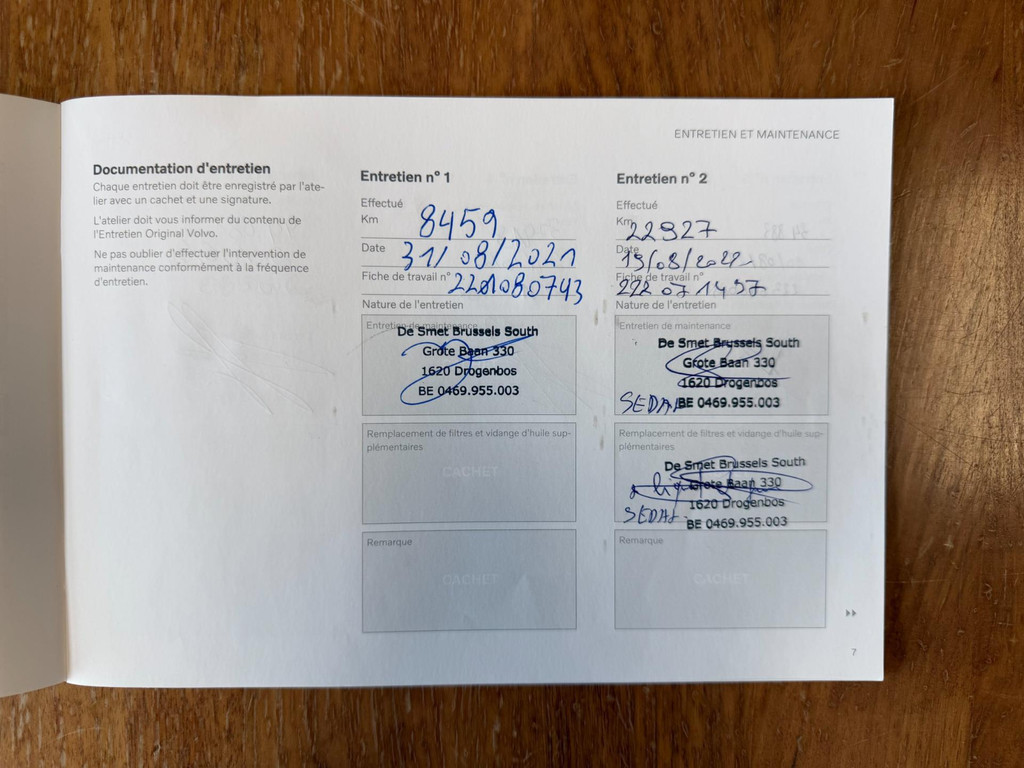 ENTRETIEN ET MAINTENANCE
Documentation d'entretien
Chaque entretien doit être enregistré par l'ate-
lier avec un cachet et une signature.
L'atelier doit vous informer du contenu de
l'Entretien Original Volvo.
Ne pas oublier d'effectuer l'intervention de
maintenance conformément à la fréquence
d'entretien.
Entretien n° 1
Effectué
Km 8459
Date 31/08/2021
Fiche de travail n°
Nature de l'entretien
Entretien de maintenance
De Smet Brussels South
Grote Baan 330
1620 Drogenbos
BE 0469.955.003
Remplacement de filtres et vidange d'huile sup-
plémentaires
CACHET
Remarque
CACHET
Entretien n° 2
Effectué
Km 22927
Date
Fiche de travail n°
Nature de l'entretien
Entretien de maintenance
De Smet Brussels South
Grote Baan 330
1620 Drogenbos
BE 0469.955.003
Remplacement de filtres et vidange d'huile sup-
plémentaires
De Smet Brussels South
Grote Baan 330
1620 Drogenbos
BE 0469.955.003
Remarque
CACHET
7